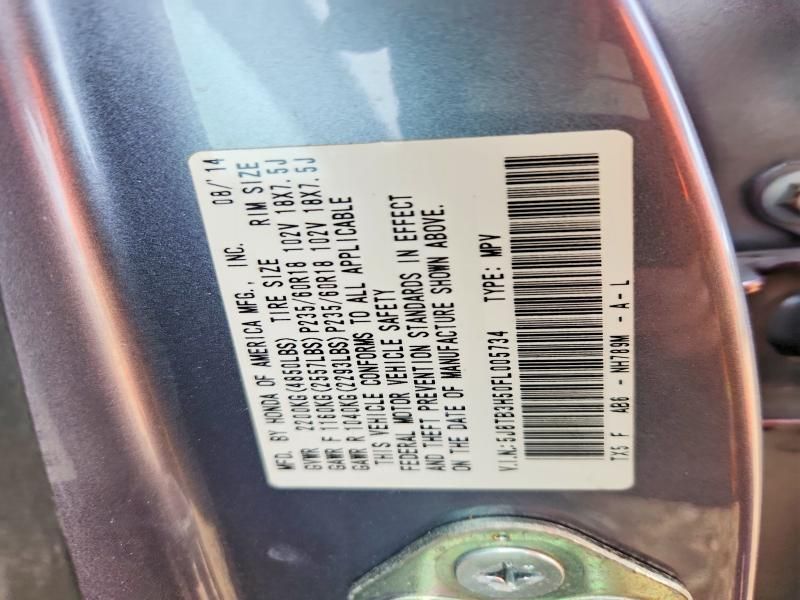 MFD. BY HONDA OF AMERICA MFG., INC. 08/'14
GVWR 2200KG(4850LBS) TIRE SIZE RIM SIZE
GAWR F 1160KG(2557LBS) P235/60R18 102V 18X7.5J
GAWR R 1040KG(2293LBS) P235/60R18 102V 18X7.5J
THIS VEHICLE CONFORMS TO ALL APPLICABLE
FEDERAL MOTOR VEHICLE SAFETY
AND THEFT PREVENTION STANDARDS IN EFFECT
ON THE DATE OF MANUFACTURE SHOWN ABOVE.
V.I.N:5J8TB3H50FL005734 TYPE: MPV
TX5 F AB6 - NH789M - A-L